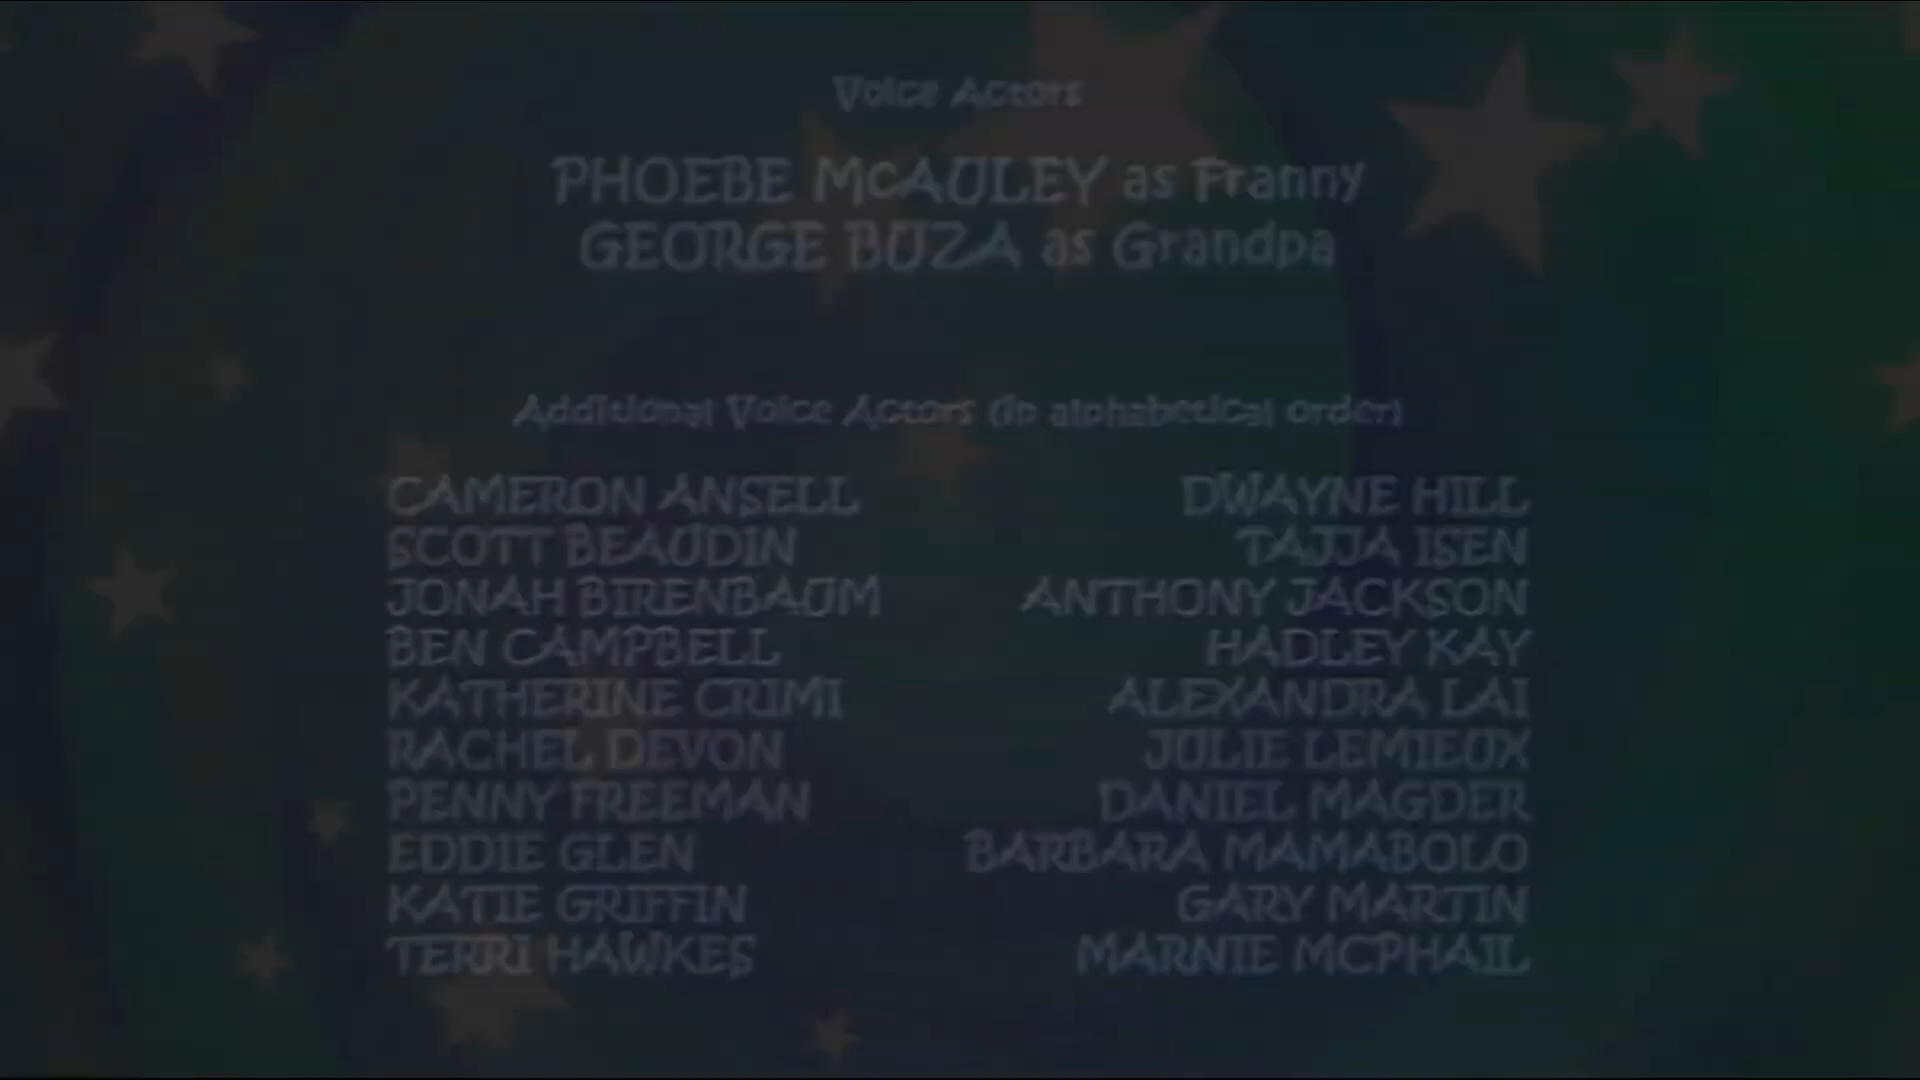 Voice Actors
PHOEBE McAULEY as Franny
GEORGE BUZA as Grandpa
Additional Voice Actors (in alphabetical order)
CAMERON ANSELL DWAYNE HILL
SCOTT BEAUDIN TAJJA ISEN
JONAH BIRENBAUM ANTHONY JACKSON
BEN CAMPBELL HADLEY KAY
KATHERINE CRIMI ALEXANDRA LAI
RACHEL DEVON JULIE LEMIEUX
PENNY FREEMAN DANIEL MAGDER
EDDIE GLEN BARBARA MAMABOLO
KATIE GRIFFIN GARY MARTIN
TERRI HAWKES MARNIE MCPHAIL